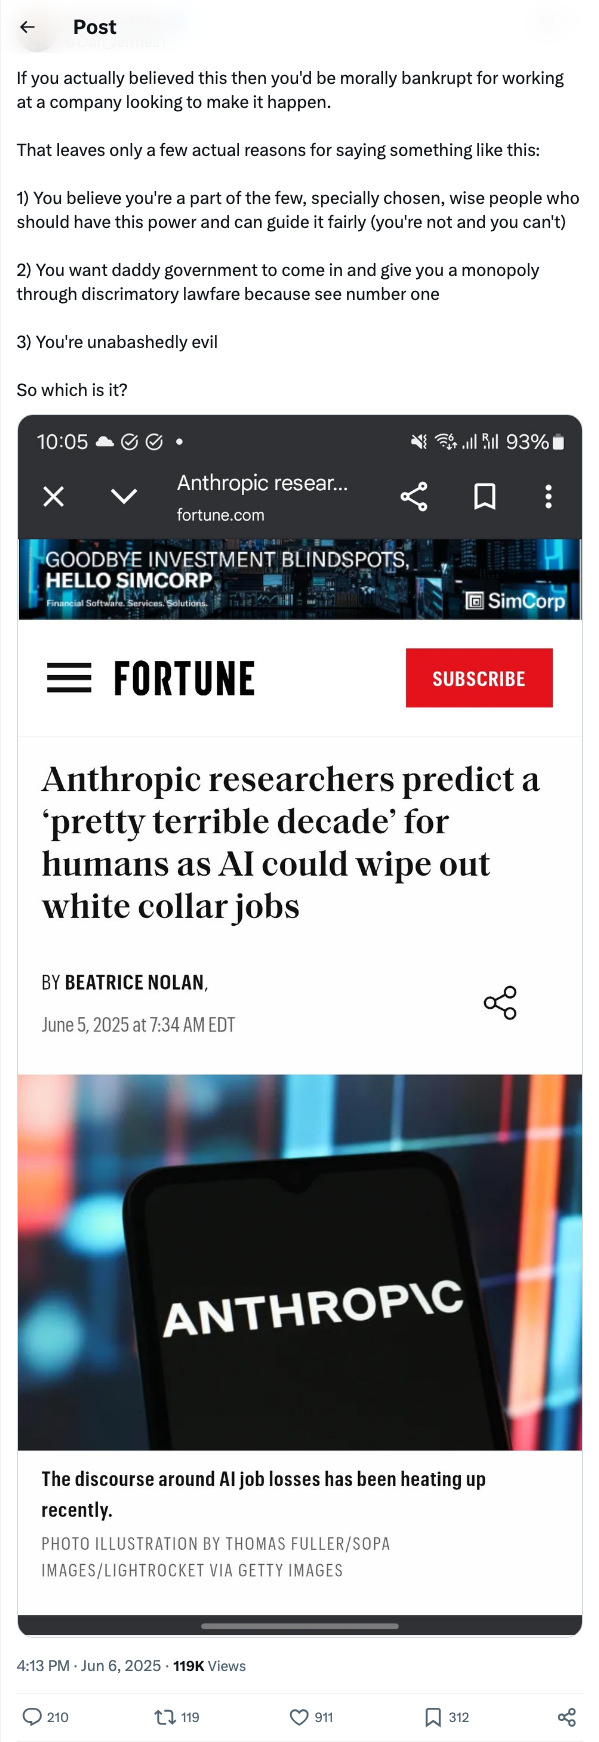 Post
If you actually believed this then you'd be morally bankrupt for working
at a company looking to make it happen.
That leaves only a few actual reasons for saying something like this:
1) You believe you're a part of the few, specially chosen, wise people who
should have this power and can guide it fairly (you're not and you can't)
2) You want daddy government to come in and give you a monopoly
through discrimatory lawfare because see number one
3) You're unabashedly evil
So which is it?
10:05
93%
Anthropic resear...
fortune.com
GOODBYE INVESTMENT BLINDSPOTS,
HELLO SIMCORP
Financial Software. Services. Solutions.
SimCorp
FORTUNE
SUBSCRIBE
Anthropic researchers predict a
‘pretty terrible decade’ for
humans as AI could wipe out
white collar jobs
BY BEATRICE NOLAN,
June 5, 2025 at 7:34 AM EDT
ANTHROP\C
The discourse around AI job losses has been heating up
recently.
PHOTO ILLUSTRATION BY THOMAS FULLER/SOPA
IMAGES/LIGHTROCKET VIA GETTY IMAGES
4:13 PM · Jun 6, 2025 · 119K Views
210 119 911 312